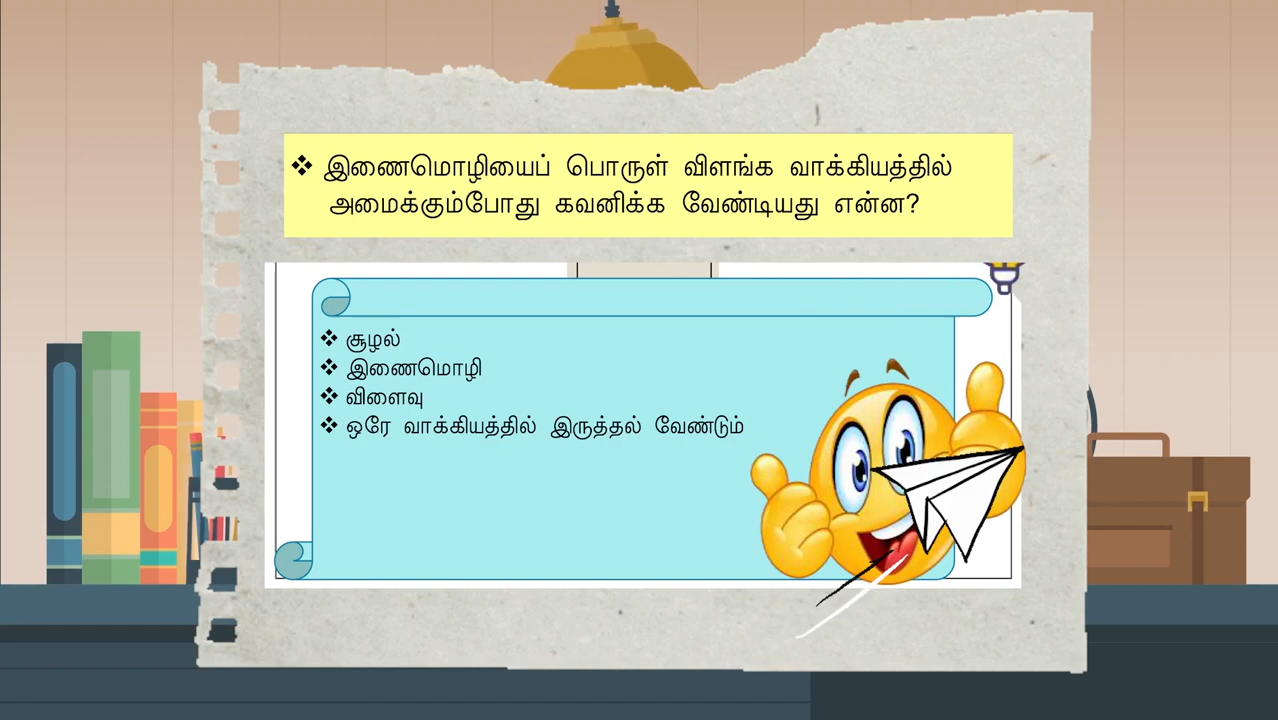 ❖ இணைமொழியைப் பொருள் விளங்க வாக்கியத்தில்
அமைக்கும்போது கவனிக்க வேண்டியது என்ன?
❖ சூழல்
❖ இணைமொழி
❖ விளைவு
❖ ஒரே வாக்கியத்தில் இருத்தல் வேண்டும்